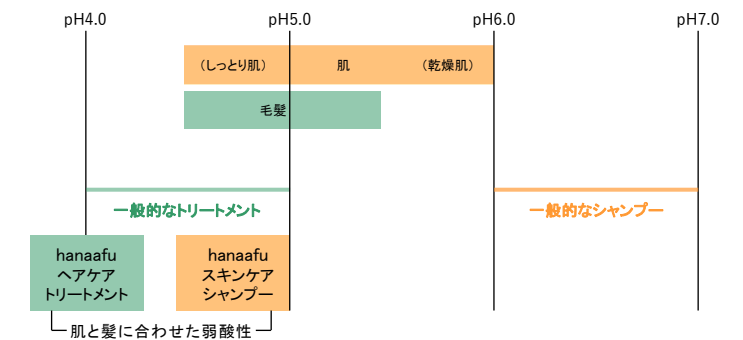 pH4.0 pH5.0 pH6.0 pH7.0
（しっとり肌） 肌 （乾燥肌）
毛髪
一般的なトリートメント 一般的なシャンプー
hanaafu
ヘアケア
トリートメント
hanaafu
スキンケア
シャンプー
肌と髪に合わせた弱酸性